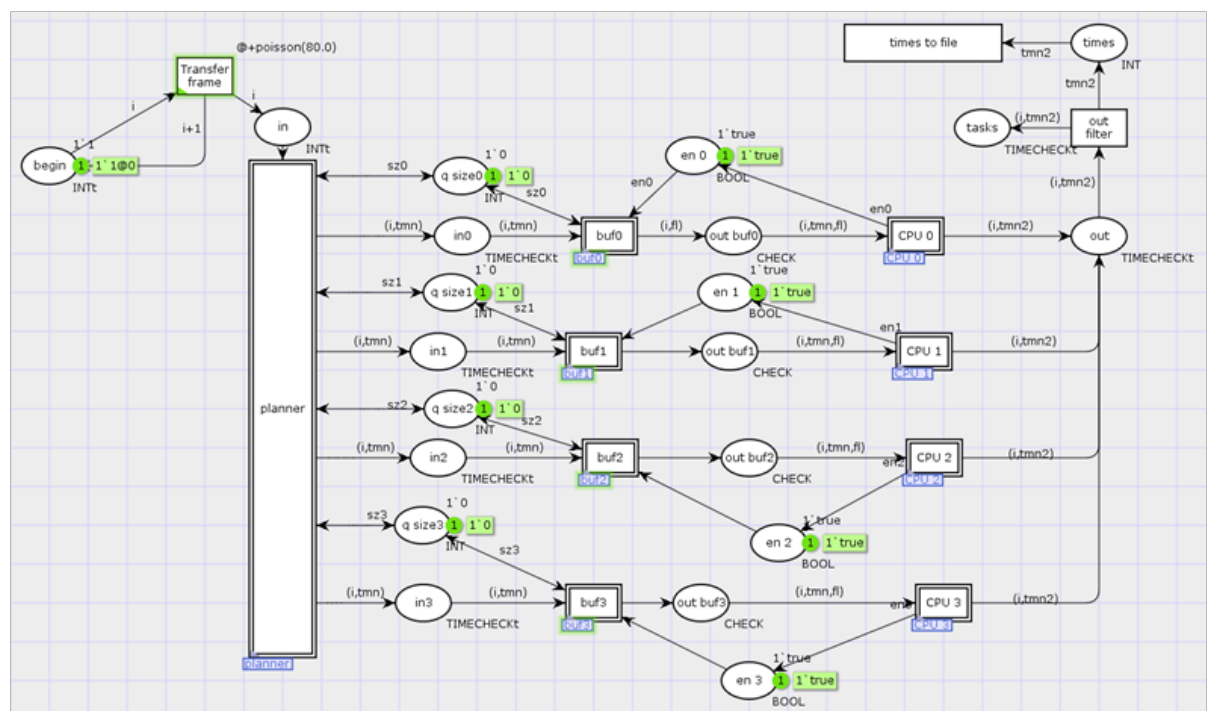 @+poisson(80.0)
Transfer
frame
i
i
i+1
in
INTt
1`1
begin
1
1`1@0
INTt
times to file
tmn2
times
INT
tmn2
tasks
(i,tmn2)
out
filter
TIMECHECKt
(i,tmn2)
planner
planner
sz0
1`0
q size0
1
1`0
INT
sz0
1`true
en 0
1
1`true
BOOL
en0
en0
(i,tmn)
in0
(i,tmn)
TIMECHECKt
buf0
buf0
(i,fl)
out buf0
CHECK
(i,tmn,fl)
CPU 0
CPU 0
(i,tmn2)
out
TIMECHECKt
sz1
1`0
q size1
1
1`0
INT
sz1
1`true
en 1
1
1`true
BOOL
en1
(i,tmn)
in1
(i,tmn)
TIMECHECKt
buf1
buf1
out buf1
CHECK
(i,tmn,fl)
CPU 1
CPU 1
(i,tmn2)
sz2
1`0
q size2
1
1`0
INT
sz2
(i,tmn)
in2
(i,tmn)
TIMECHECKt
buf2
buf2
out buf2
CHECK
(i,tmn,fl)
en2
CPU 2
CPU 2
(i,tmn2)
1`true
en 2
1
1`true
BOOL
sz3
1`0
q size3
1
1`0
INT
sz3
(i,tmn)
in3
(i,tmn)
TIMECHECKt
buf3
buf3
out buf3
CHECK
(i,tmn,fl)
CPU 3
CPU 3
(i,tmn2)
1`true
en 3
1
1`true
BOOL